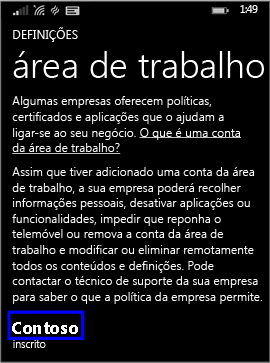 1:49
DEFINIÇÕES
área de trabalho
Algumas empresas oferecem políticas,
certificados e aplicações que o ajudam a
ligar-se ao seu negócio. O que é uma conta
da área de trabalho?
Assim que tiver adicionado uma conta da área
de trabalho, a sua empresa poderá recolher
informações pessoais, desativar aplicações ou
funcionalidades, impedir que reponha o
telemóvel ou remova a conta da área de
trabalho e modificar ou eliminar remotamente
todos os conteúdos e definições. Pode
contactar o técnico de suporte da sua empresa
para saber o que a política da empresa permite.
Contoso
inscrito